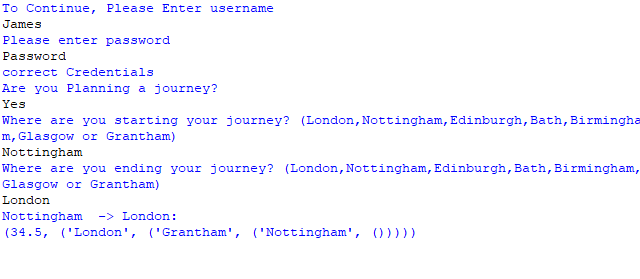 To Continue, Please Enter username
James
Please enter password
Password
correct Credentials
Are you Planning a journey?
Yes
Where are you starting your journey? (London,Nottingham,Edinburgh,Bath,Birmingha
m,Glasgow or Grantham)
Nottingham
Where are you ending your journey? (London,Nottingham,Edinburgh,Bath,Birmingham,
Glasgow or Grantham)
London
Nottingham  -> London:
(34.5, ('London', ('Grantham', ('Nottingham', ()))))